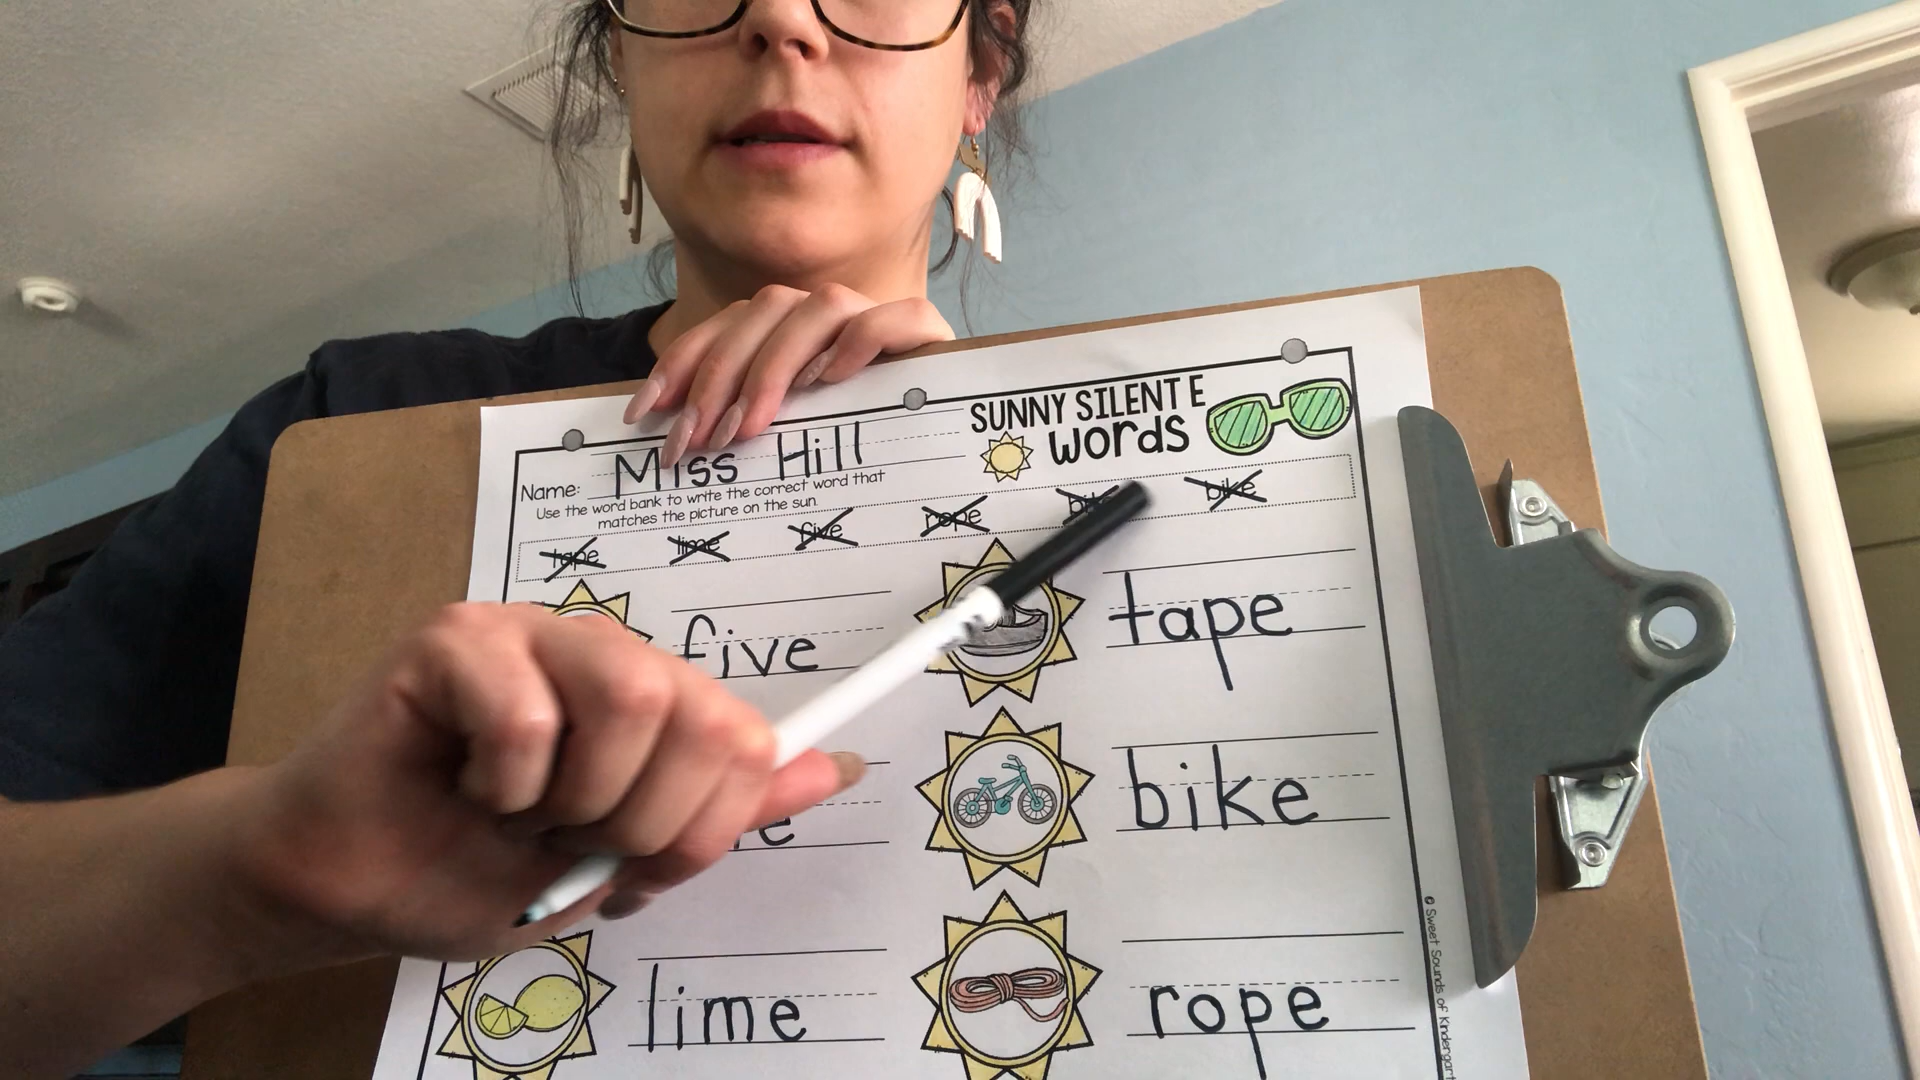 SUNNY SILENT E
words
Name: Miss Hill
Use the word bank to write the correct word that
matches the picture on the sun.
tape lime five rope bike
five
tape
bike
lime
rope
© Sweet Sounds of